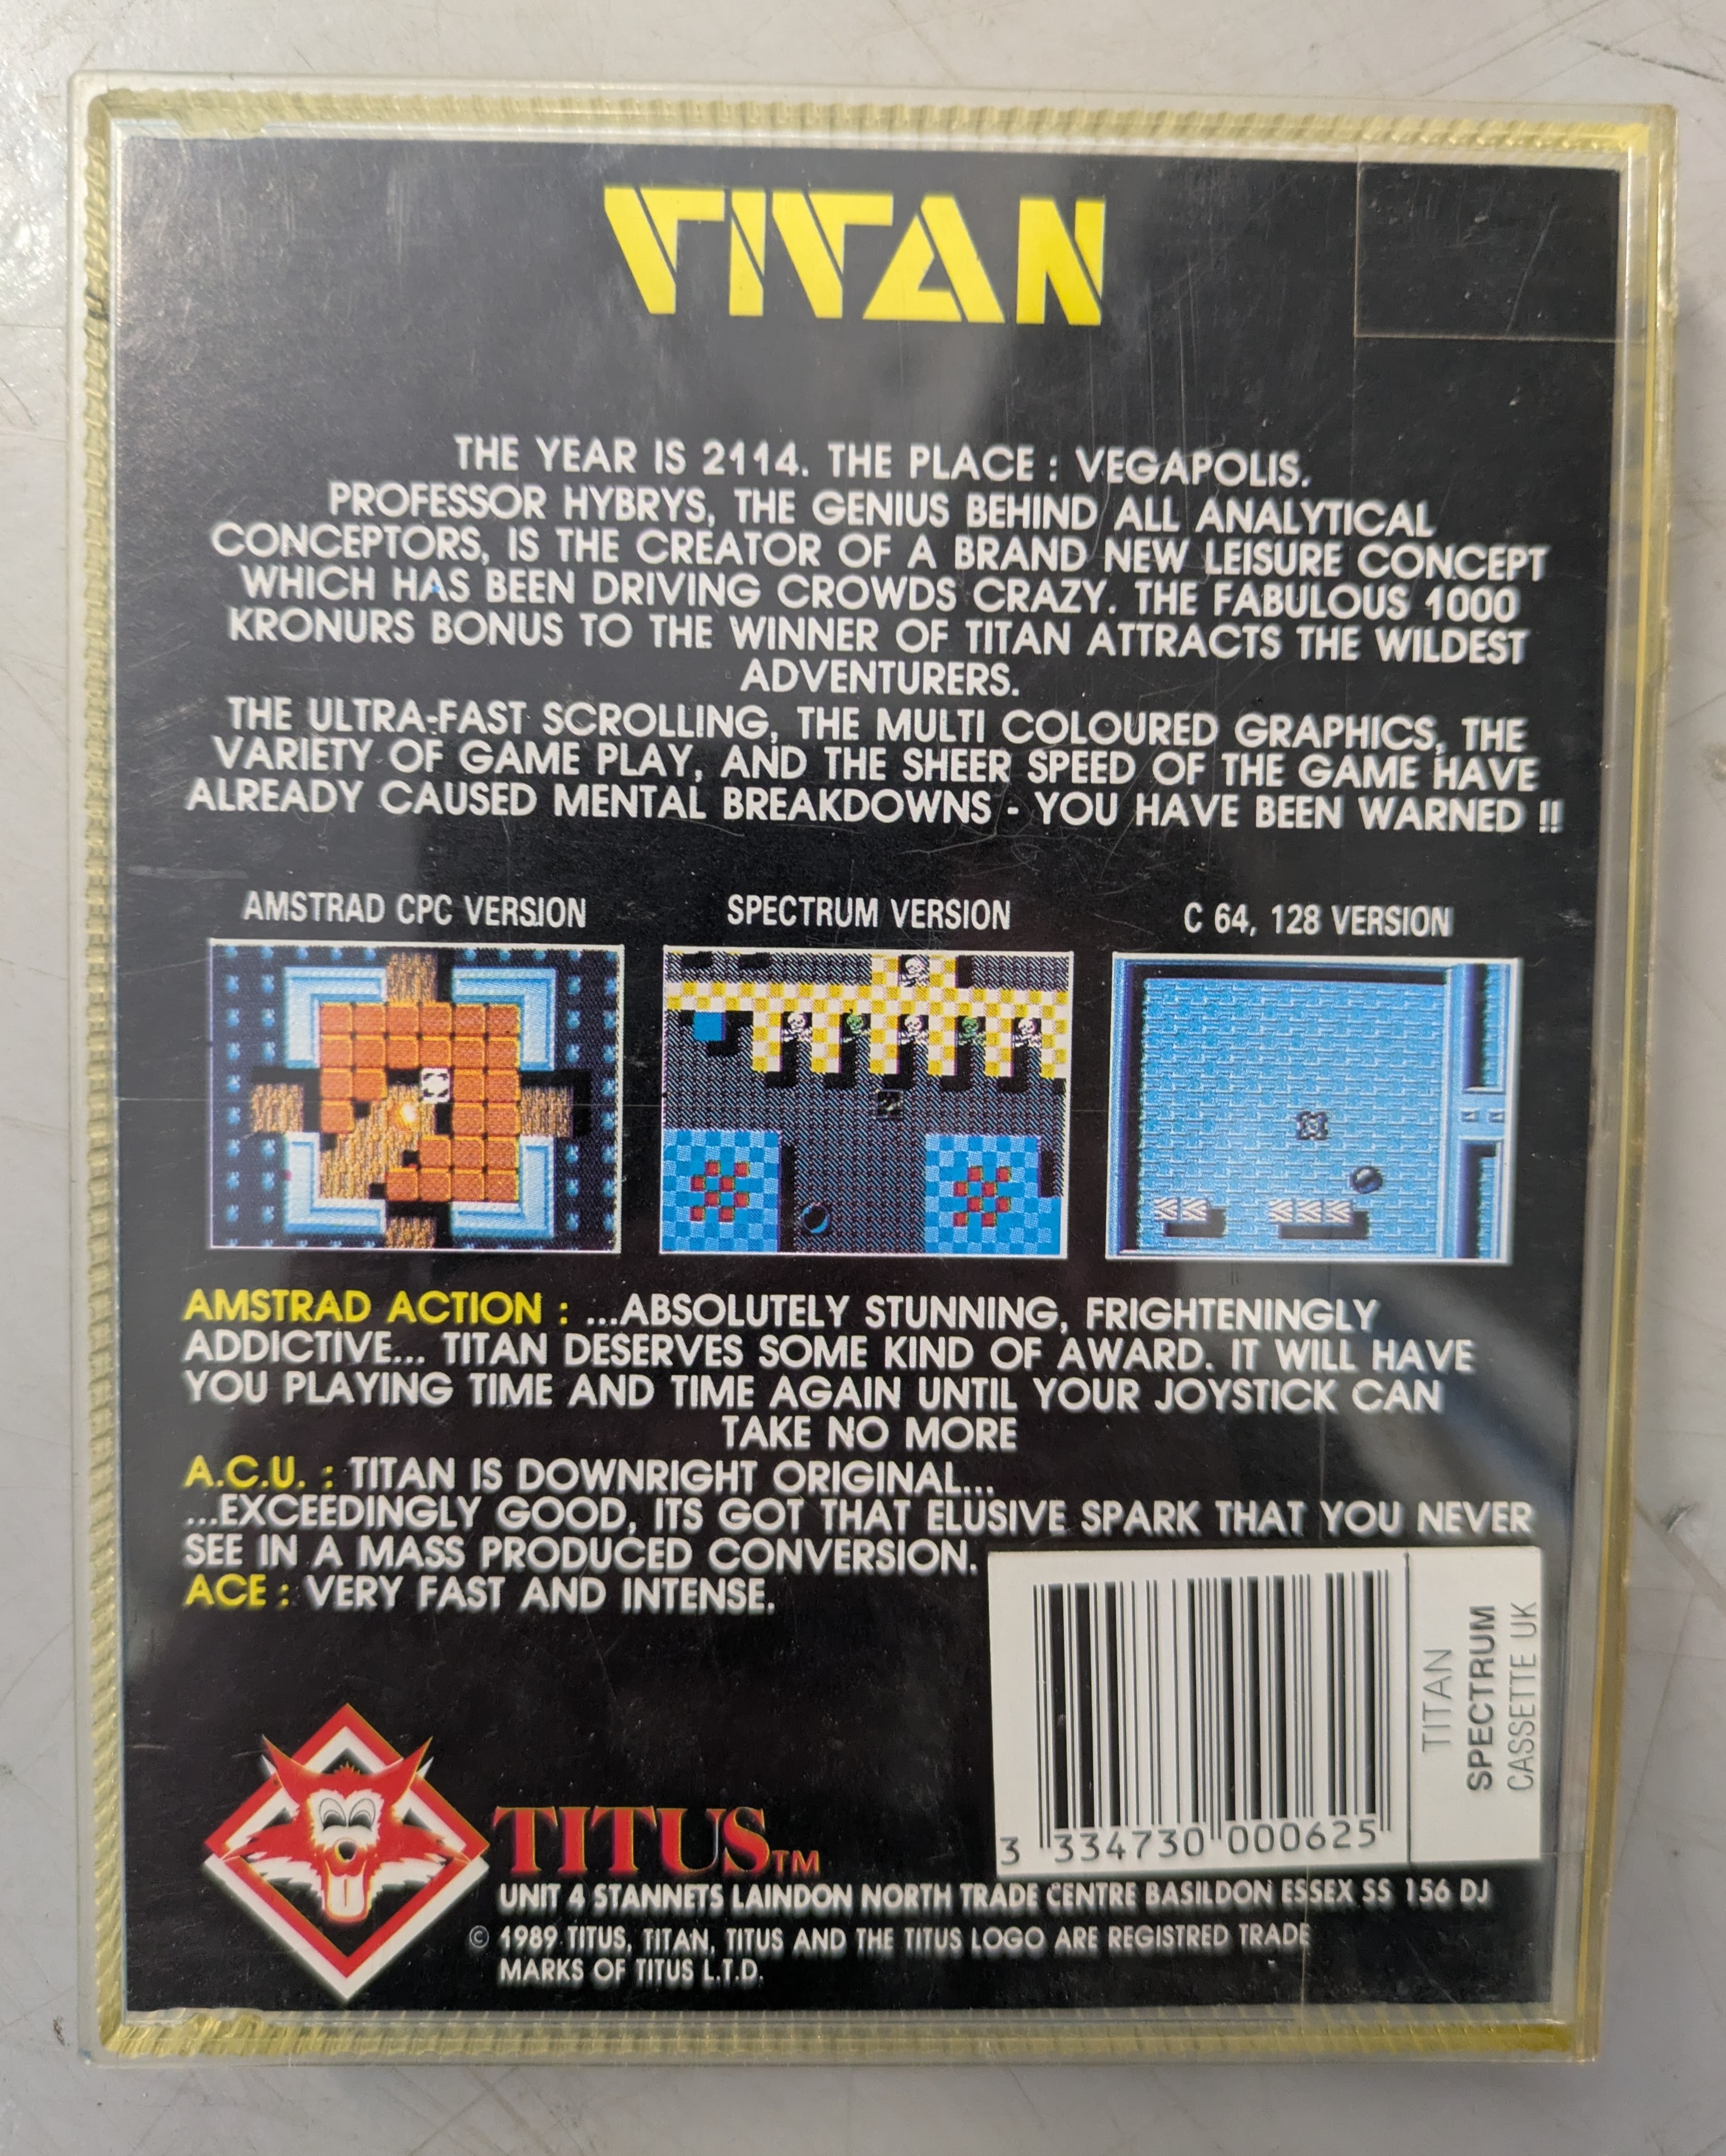 TITAN
THE YEAR IS 2114. THE PLACE : VEGAPOLIS.
PROFESSOR HYBRYS, THE GENIUS BEHIND ALL ANALYTICAL
CONCEPTORS, IS THE CREATOR OF A BRAND NEW LEISURE CONCEPT
WHICH HAS BEEN DRIVING CROWDS CRAZY. THE FABULOUS 1000
KRONURS BONUS TO THE WINNER OF TITAN ATTRACTS THE WILDEST
ADVENTURERS.
THE ULTRA-FAST SCROLLING, THE MULTI COLOURED GRAPHICS, THE
VARIETY OF GAME PLAY, AND THE SHEER SPEED OF THE GAME HAVE
ALREADY CAUSED MENTAL BREAKDOWNS - YOU HAVE BEEN WARNED !!
AMSTRAD CPC VERSION
SPECTRUM VERSION
C 64, 128 VERSION
AMSTRAD ACTION : ...ABSOLUTELY STUNNING, FRIGHTENINGLY
ADDICTIVE... TITAN DESERVES SOME KIND OF AWARD. IT WILL HAVE
YOU PLAYING TIME AND TIME AGAIN UNTIL YOUR JOYSTICK CAN
TAKE NO MORE
A.C.U. : TITAN IS DOWNRIGHT ORIGINAL...
...EXCEEDINGLY GOOD, ITS GOT THAT ELUSIVE SPARK THAT YOU NEVER
SEE IN A MASS PRODUCED CONVERSION.
ACE : VERY FAST AND INTENSE.
TITAN
SPECTRUM
CASSETTE UK
3 334730 000625
TITUS TM
UNIT 4 STANNETS LAINDON NORTH TRADE CENTRE BASILDON ESSEX SS 156 DJ
© 1989 TITUS, TITAN, TITUS AND THE TITUS LOGO ARE REGISTRED TRADE
MARKS OF TITUS L.T.D.